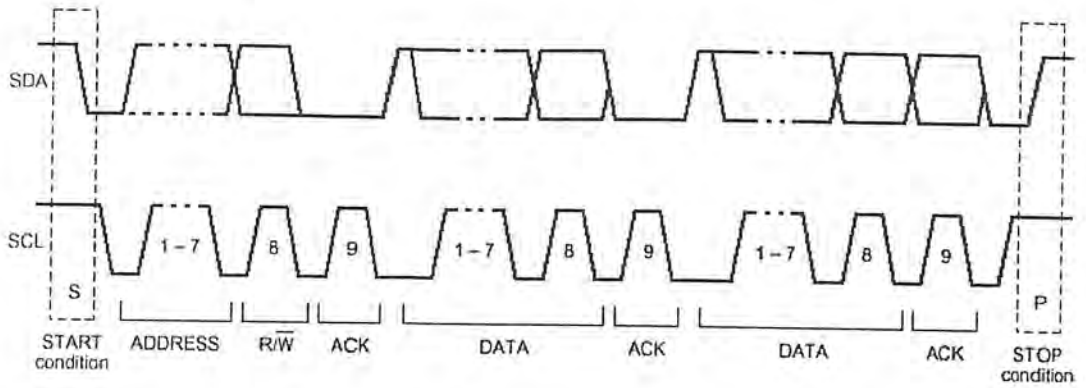 SDA
SCL
1 – 7 8 9 1 – 7 8 9 1 – 7 8 9
S P
START condition ADDRESS R/W̅ ACK DATA ACK DATA ACK STOP condition